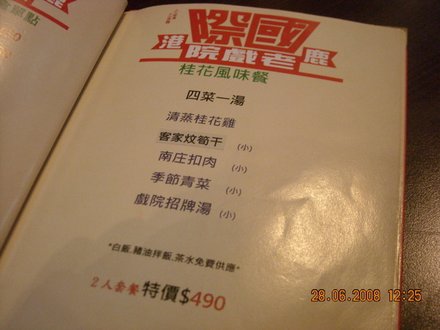 際國
港院戲老鹿
桂花風味餐
四菜一湯
清蒸桂花雞
客家炆筍干 (小)
南庄扣肉 (小)
季節青菜 (小)
戲院招牌湯 (小)
*白飯,豬油拌飯,茶水免費供應*
2人套餐 特價$490
28.06.2008 12:25